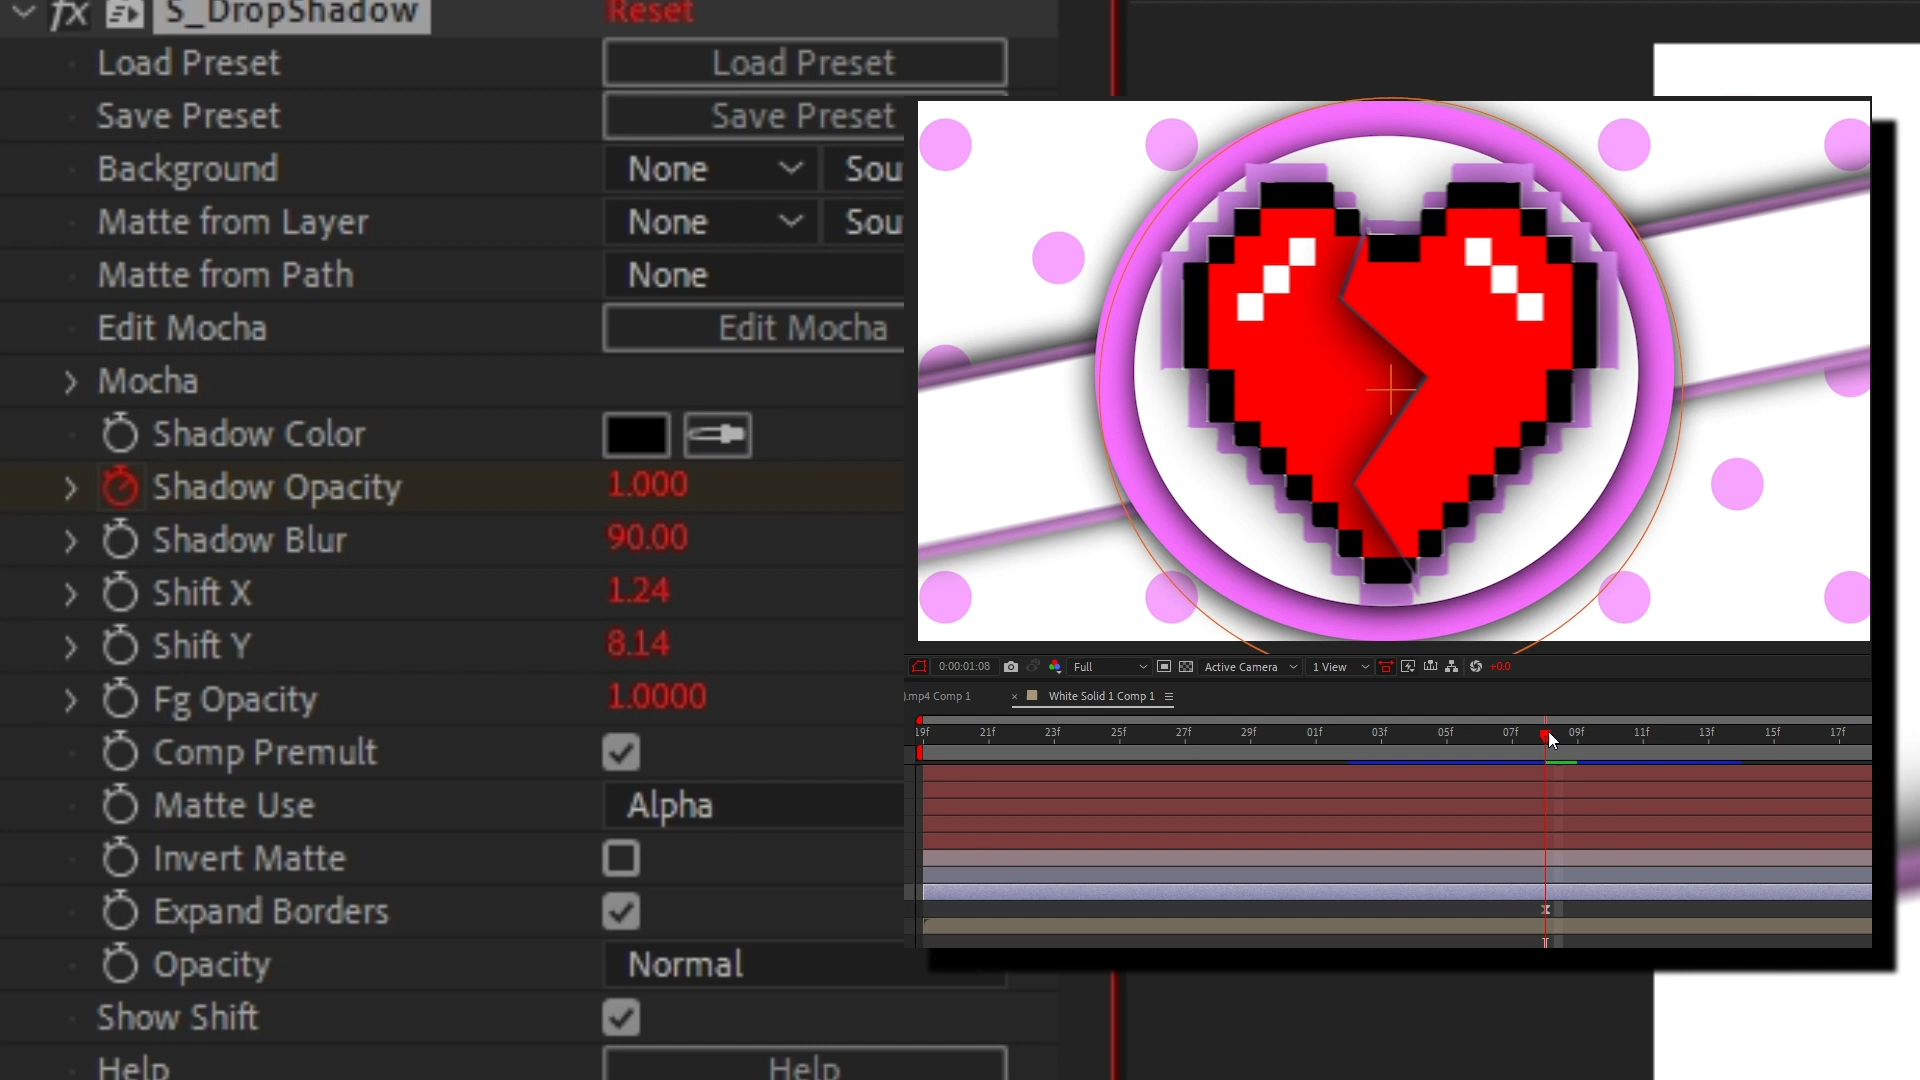 fx S_DropShadow Reset
Load Preset Load Preset
Save Preset Save Preset
Background None Sou
Matte from Layer None Sou
Matte from Path None
Edit Mocha Edit Mocha
Mocha
Shadow Color
Shadow Opacity 1.000
Shadow Blur 90.00
Shift X 1.24
Shift Y 8.14
Fg Opacity 1.0000
Comp Premult
Matte Use Alpha
Invert Matte
Expand Borders
Opacity Normal
Show Shift
Help Help
0:00:01:08 Full Active Camera 1 View +0.0
).mp4 Comp 1 × White Solid 1 Comp 1
19f 21f 23f 25f 27f 29f 01f 03f 05f 07f 09f 11f 13f 15f 17f